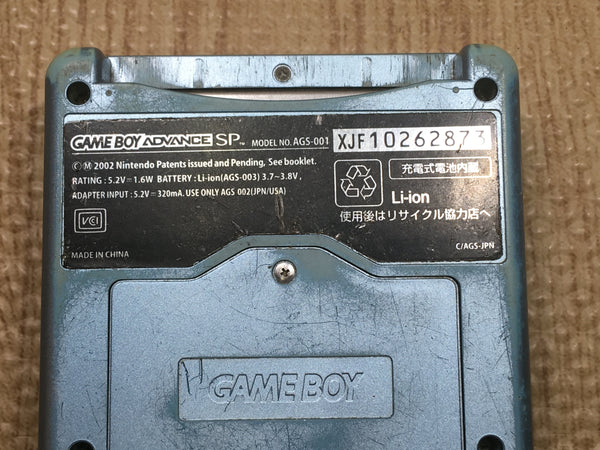 GAME BOY ADVANCE SP™ MODEL NO. AGS-001 XJF10262873
©Ⓜ 2002 Nintendo Patents issued and Pending, See booklet.
RATING : 5.2V⎓1.6W BATTERY : Li-ion(AGS-003) 3.7~3.8V,
ADAPTER INPUT : 5.2V⎓320mA. USE ONLY AGS 002(JPN/USA)
VCI
MADE IN CHINA
充電式電池内蔵
Li-ion
使用後はリサイクル協力店へ
C/AGS-JPN
GAME BOY